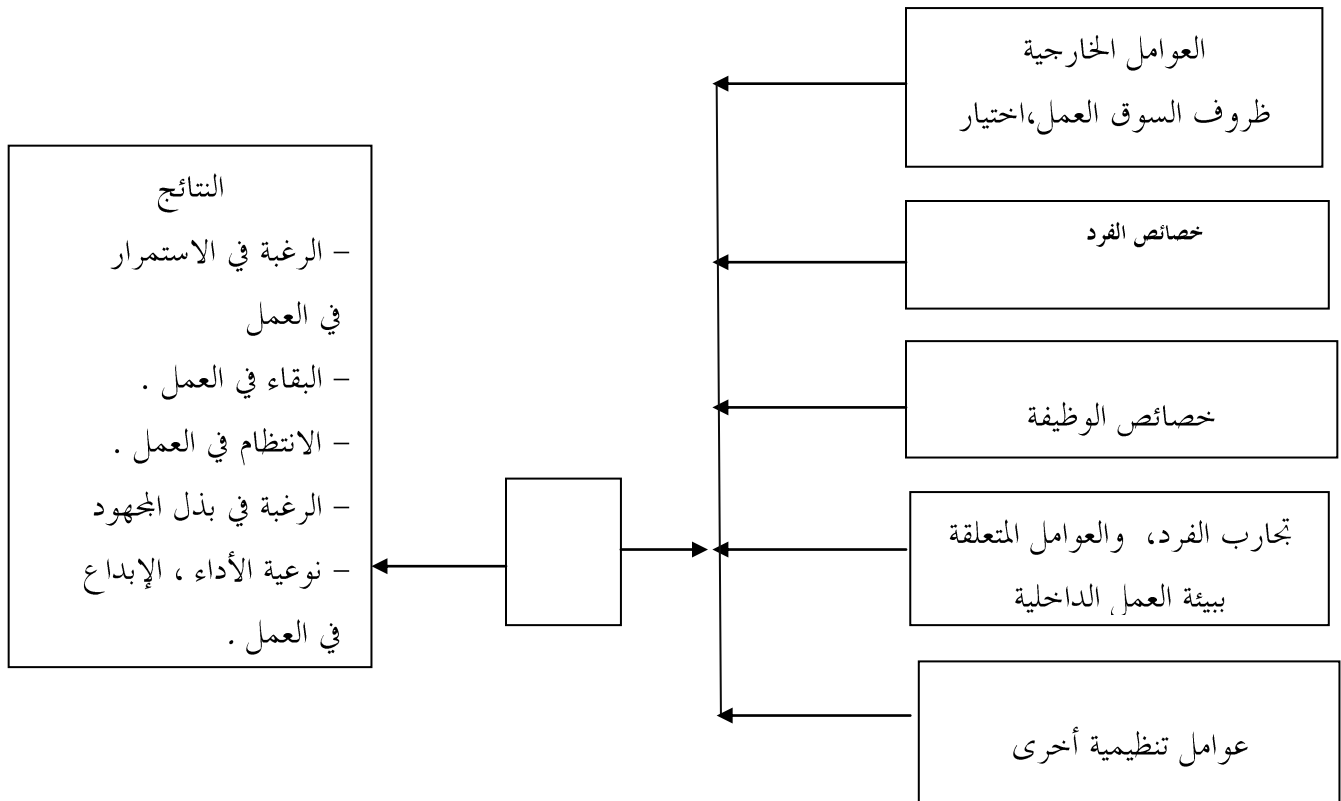 العوامل الخارجية
ظروف السوق العمل،اختيار
خصائص الفرد
خصائص الوظيفة
تجارب الفرد، والعوامل المتعلقة
ببيئة العمل الداخلية
عوامل تنظيمية أخرى
النتائج
– الرغبة في الاستمرار
في العمل
– البقاء في العمل .
– الانتظام في العمل .
– الرغبة في بذل المجهود
– نوعية الأداء ، الإبداع
في العمل .